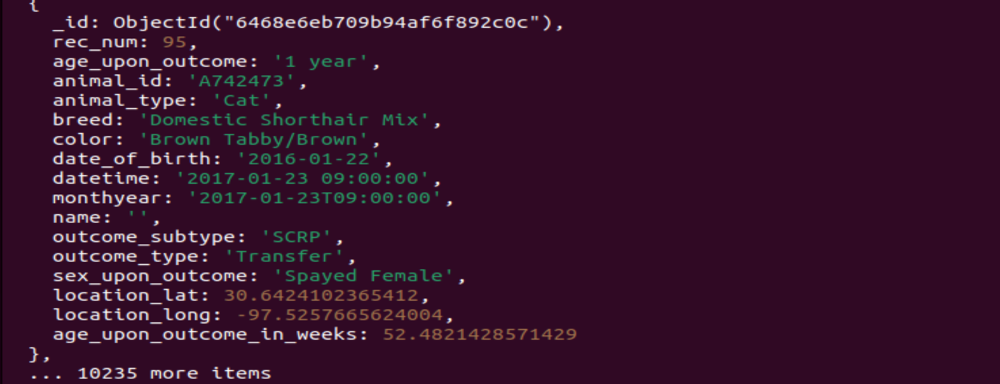 {
_id: ObjectId("6468e6eb709b94af6f892c0c"),
rec_num: 95,
age_upon_outcome: '1 year',
animal_id: 'A742473',
animal_type: 'Cat',
breed: 'Domestic Shorthair Mix',
color: 'Brown Tabby/Brown',
date_of_birth: '2016-01-22',
datetime: '2017-01-23 09:00:00',
monthyear: '2017-01-23T09:00:00',
name: '',
outcome_subtype: 'SCRP',
outcome_type: 'Transfer',
sex_upon_outcome: 'Spayed Female',
location_lat: 30.6424102365412,
location_long: -97.5257665624004,
age_upon_outcome_in_weeks: 52.4821428571429
},
... 10235 more items